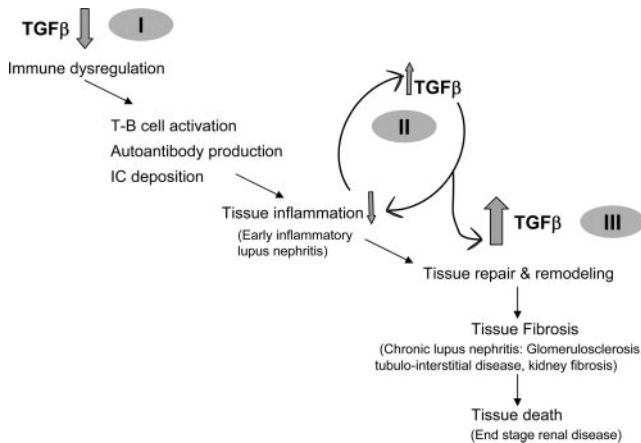 TGFβ I
Immune dysregulation
TGFβ
II
T-B cell activation
Autoantibody production
IC deposition
Tissue inflammation
(Early inflammatory
lupus nephritis)
TGFβ III
Tissue repair & remodeling
Tissue Fibrosis
(Chronic lupus nephritis: Glomerulosclerosis
tubulo-interstitial disease, kidney fibrosis)
Tissue death
(End stage renal disease)